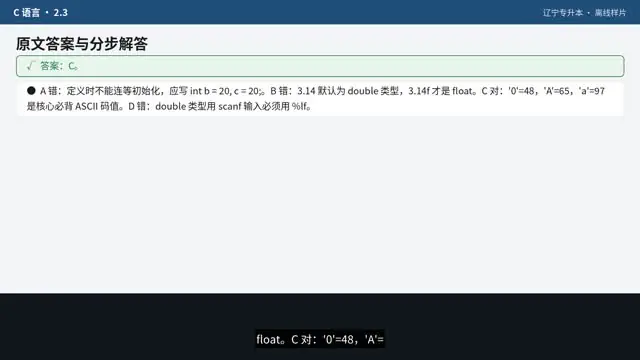 C 语言 • 2.3
辽宁专升本 • 离线样片
原文答案与分步解答
√ 答案：C。
● A 错：定义时不能连等初始化，应写 int b = 20, c = 20;。B 错：3.14 默认为 double 类型，3.14f 才是 float。C 对：'0'=48，'A'=65，'a'=97
是核心必背 ASCII 码值。D 错：double 类型用 scanf 输入必须用 %lf。
float。C 对：'0'=48，'A'=